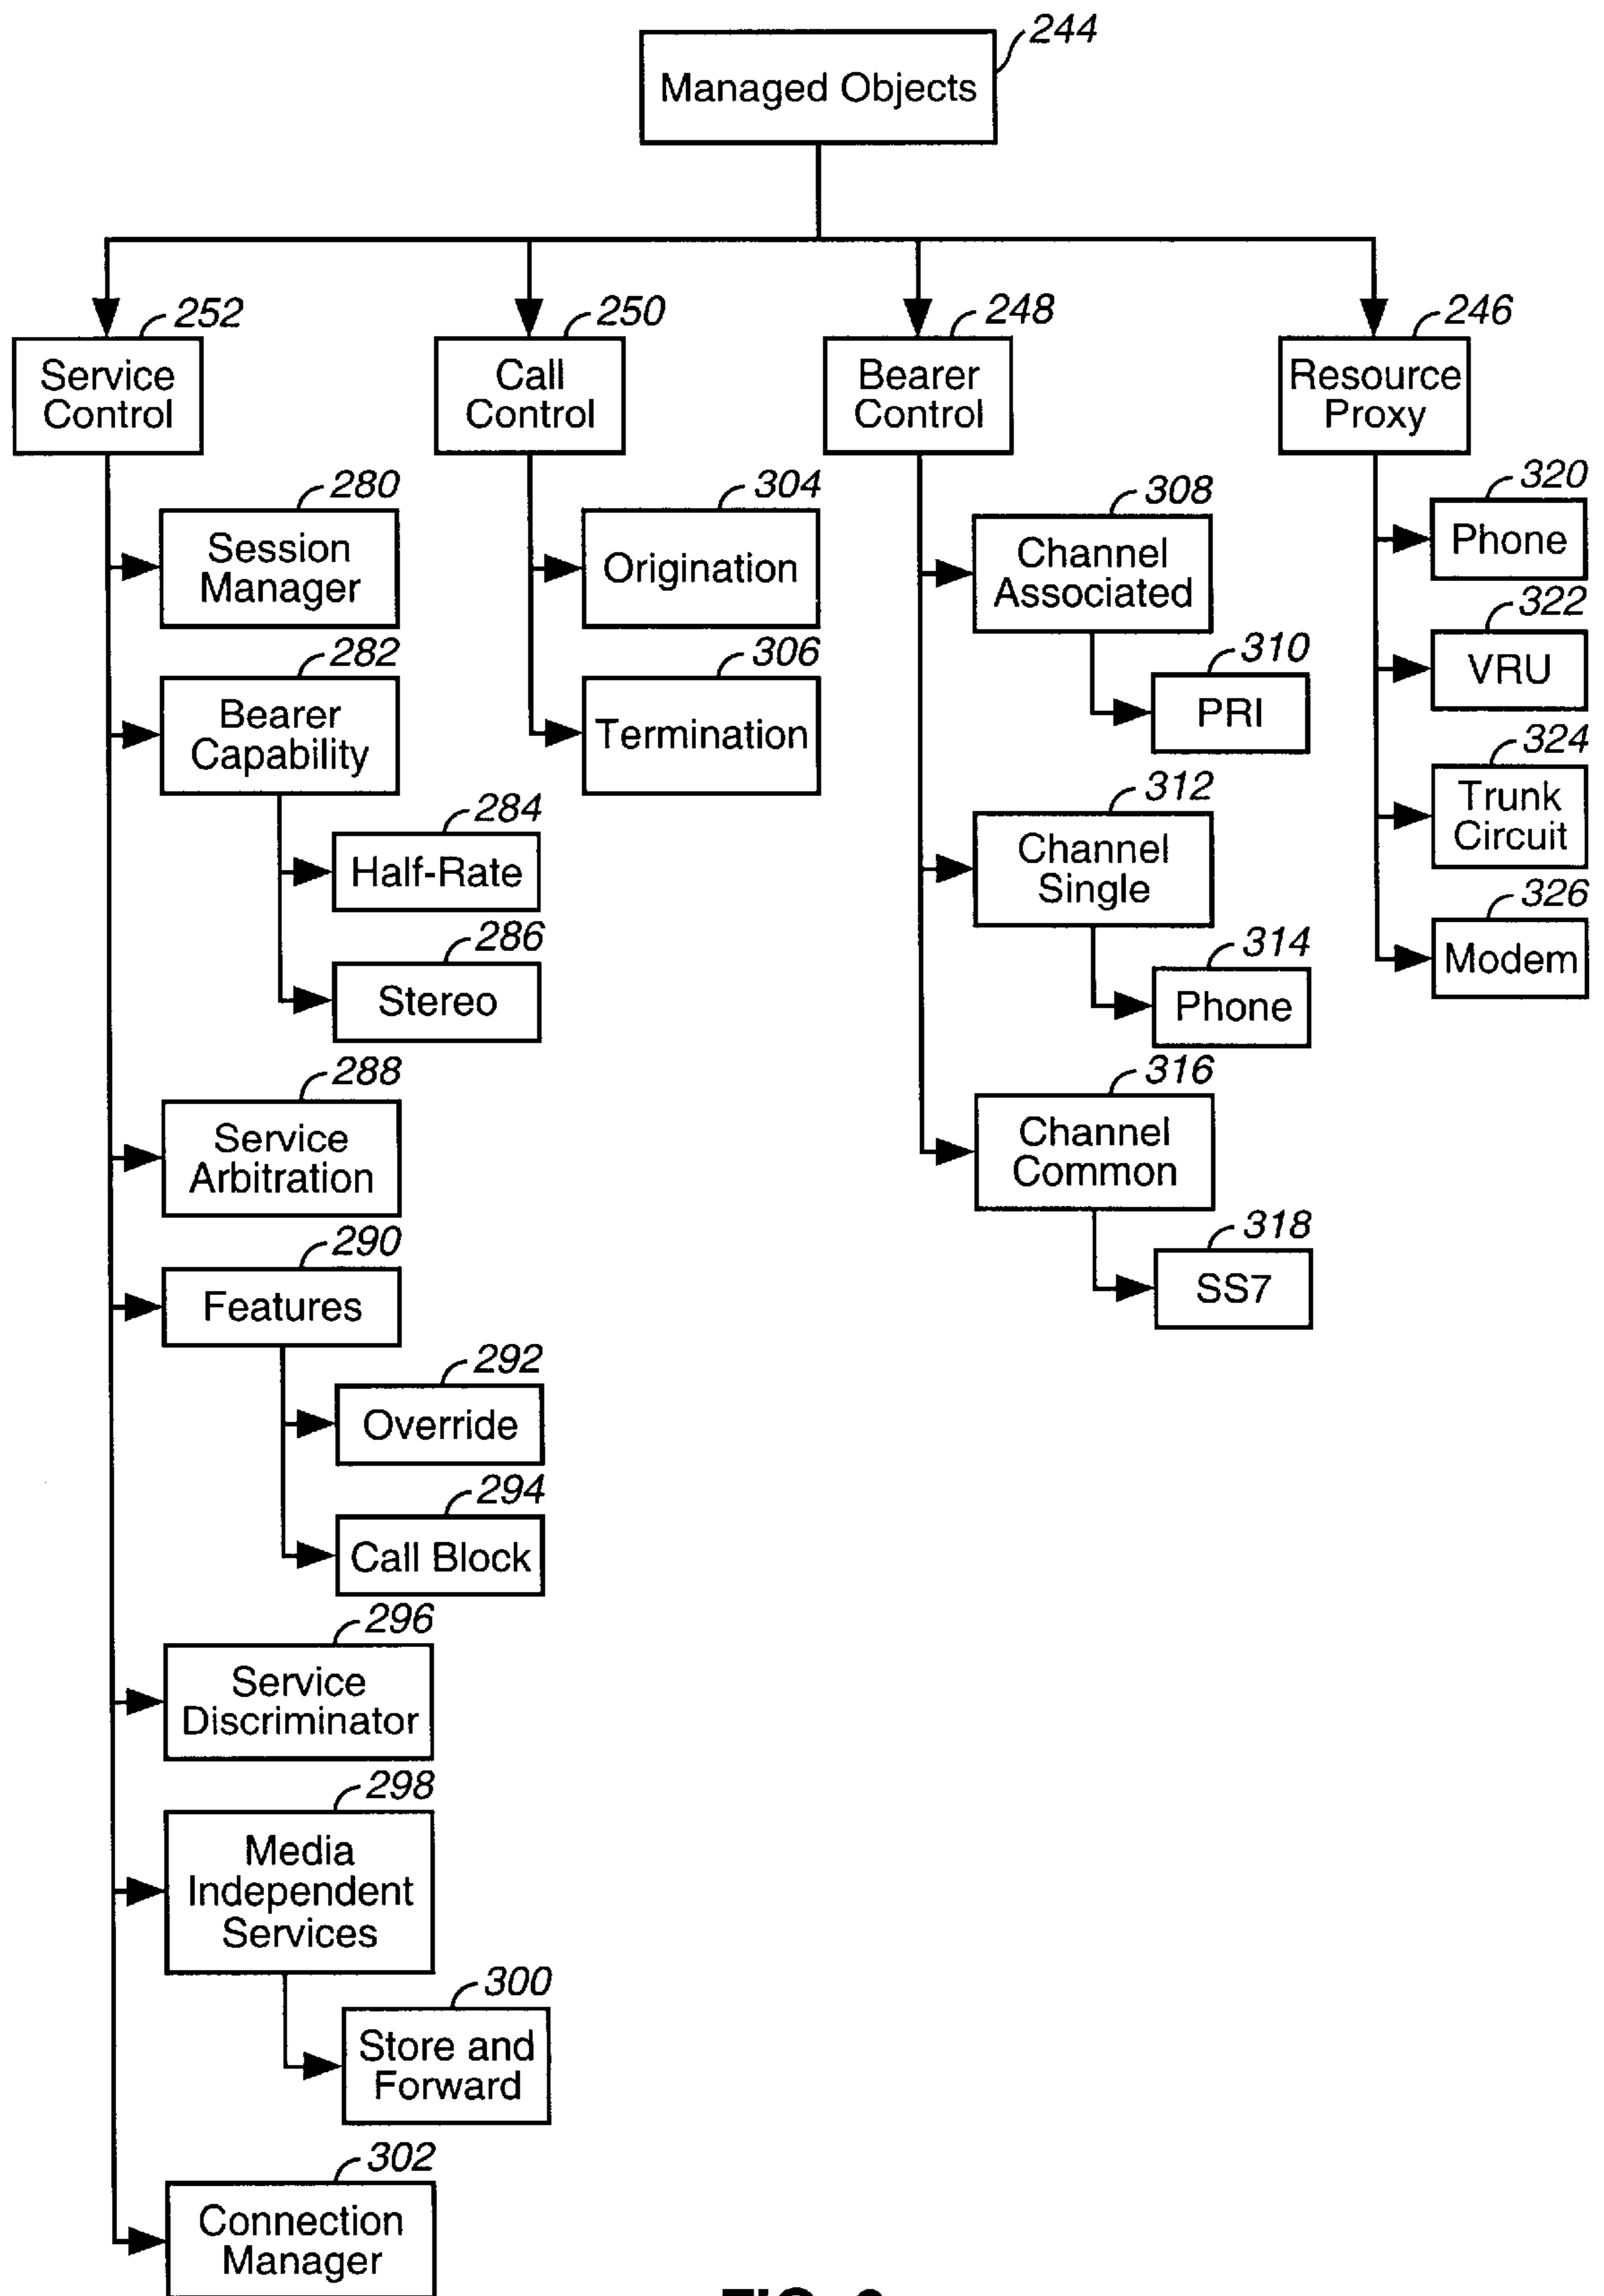 244
Managed Objects
252
250
248
246
Service
Control
Call
Control
Bearer
Control
Resource
Proxy
280
Session
Manager
282
Bearer
Capability
284
Half-Rate
286
Stereo
288
Service
Arbitration
290
Features
292
Override
294
Call Block
296
Service
Discriminator
298
Media
Independent
Services
300
Store and
Forward
302
Connection
Manager
304
Origination
306
Termination
308
Channel
Associated
310
PRI
312
Channel
Single
314
Phone
316
Channel
Common
318
SS7
320
Phone
322
VRU
324
Trunk
Circuit
326
Modem